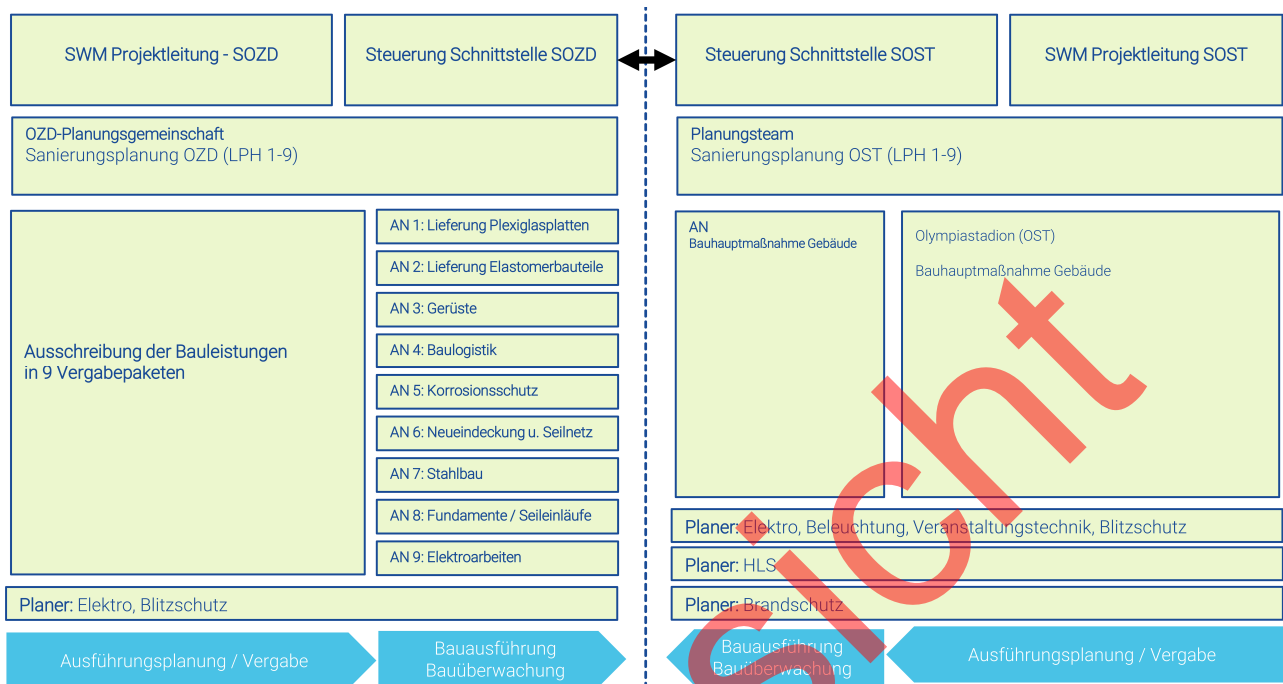 SWM Projektleitung - SOZD
Steuerung Schnittstelle SOZD
Steuerung Schnittstelle SOST
SWM Projektleitung SOST
OZD-Planungsgemeinschaft
Sanierungsplanung OZD (LPH 1-9)
Planungsteam
Sanierungsplanung OST (LPH 1-9)
Ausschreibung der Bauleistungen
in 9 Vergabepaketen
AN 1: Lieferung Plexiglasplatten
AN 2: Lieferung Elastomerbauteile
AN 3: Gerüste
AN 4: Baulogistik
AN 5: Korrosionsschutz
AN 6: Neueindeckung u. Seilnetz
AN 7: Stahlbau
AN 8: Fundamente / Seileinläufe
AN 9: Elektroarbeiten
AN
Bauhauptmaßnahme Gebäude
Olympiastadion (OST)
Bauhauptmaßnahme Gebäude
Planer: Elektro, Blitzschutz
Planer: Elektro, Beleuchtung, Veranstaltungstechnik, Blitzschutz
Planer: HLS
Planer: Brandschutz
Ausführungsplanung / Vergabe
Bauausführung
Bauüberwachung
Bauausführung
Bauüberwachung
Ausführungsplanung / Vergabe
sicht